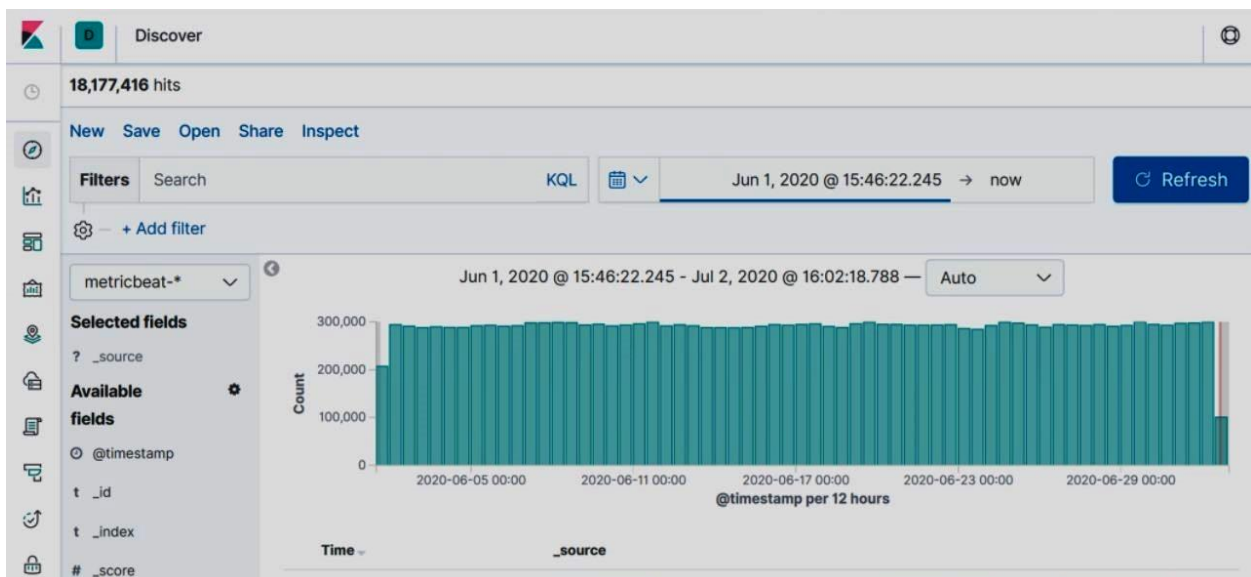 D Discover
18,177,416 hits
New Save Open Share Inspect
Filters Search KQL Jun 1, 2020 @ 15:46:22.245 → now Refresh
+ Add filter
metricbeat-*
Jun 1, 2020 @ 15:46:22.245 - Jul 2, 2020 @ 16:02:18.788 — Auto
Selected fields
? _source
Available
fields
@timestamp
t _id
t _index
# _score
Count
300,000
200,000
100,000
0
2020-06-05 00:00 2020-06-11 00:00 2020-06-17 00:00 2020-06-23 00:00 2020-06-29 00:00
@timestamp per 12 hours
Time _source